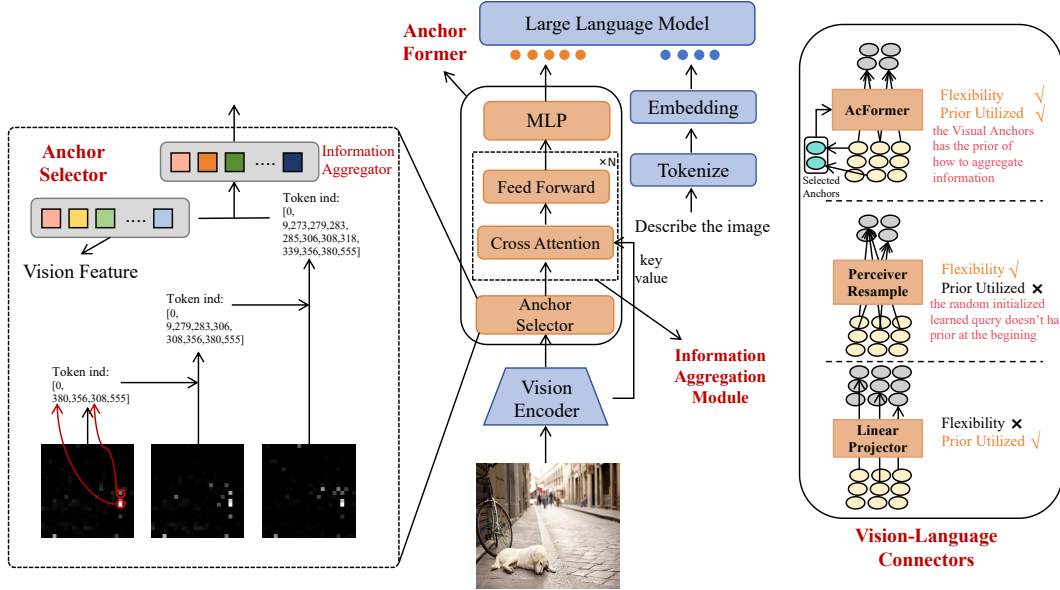 Large Language Model
Anchor
Former
MLP
×N
Feed Forward
Cross Attention
Anchor
Selector
Vision
Encoder
key
value
Embedding
Tokenize
Describe the image
Information
Aggregation
Module
Anchor
Selector
Information
Aggregator
Vision Feature
Token ind:
[0,
9,273,279,283,
285,306,308,318,
339,356,380,555]
Token ind:
[0,
9,279,283,306,
308,356,380,555]
Token ind:
[0,
380,356,308,555]
AcFormer
Selected
Anchors
Flexibility √
Prior Utilized √
the Visual Anchors
has the prior of
how to aggregate
information
Perceiver
Resample
Flexibility √
Prior Utilized ×
the random initialized
learned query doesn't ha
prior at the begining
Linear
Projector
Flexibility ×
Prior Utilized √
Vision-Language
Connectors